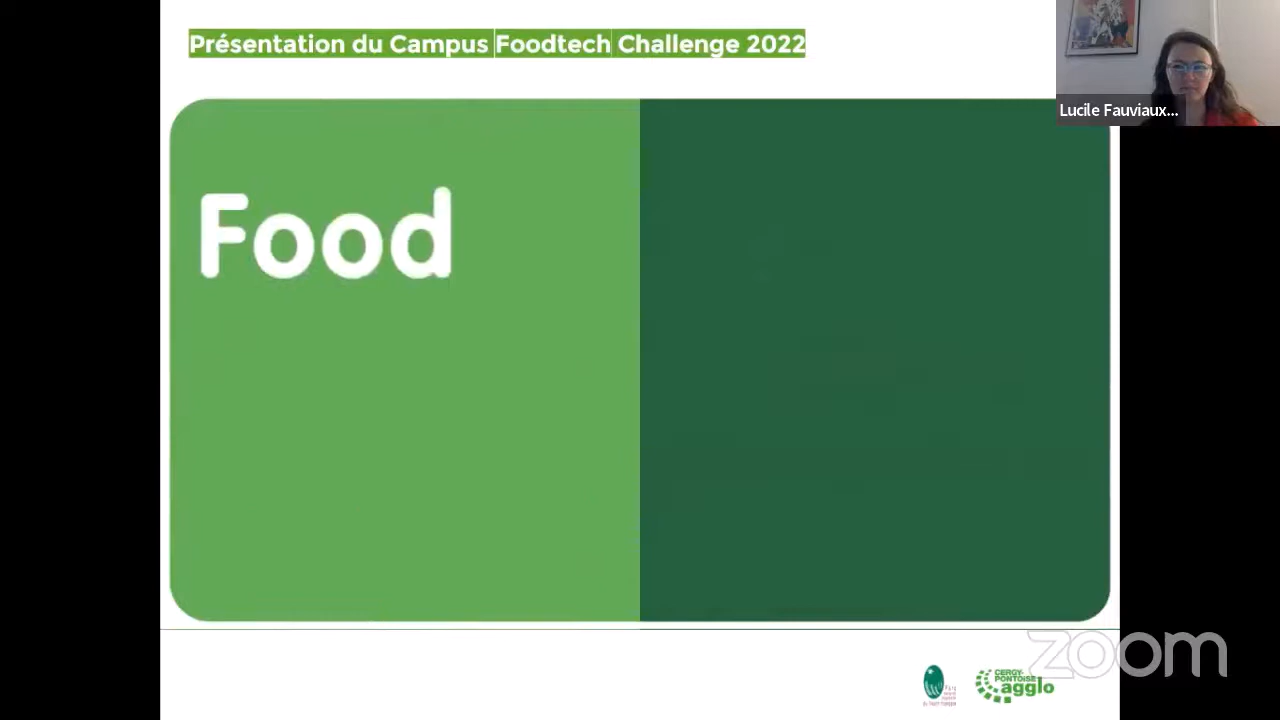 Présentation du Campus Foodtech Challenge 2022
Lucile Fauviaux...
Food
zoom
CERGY-
PONTOISE
agglo